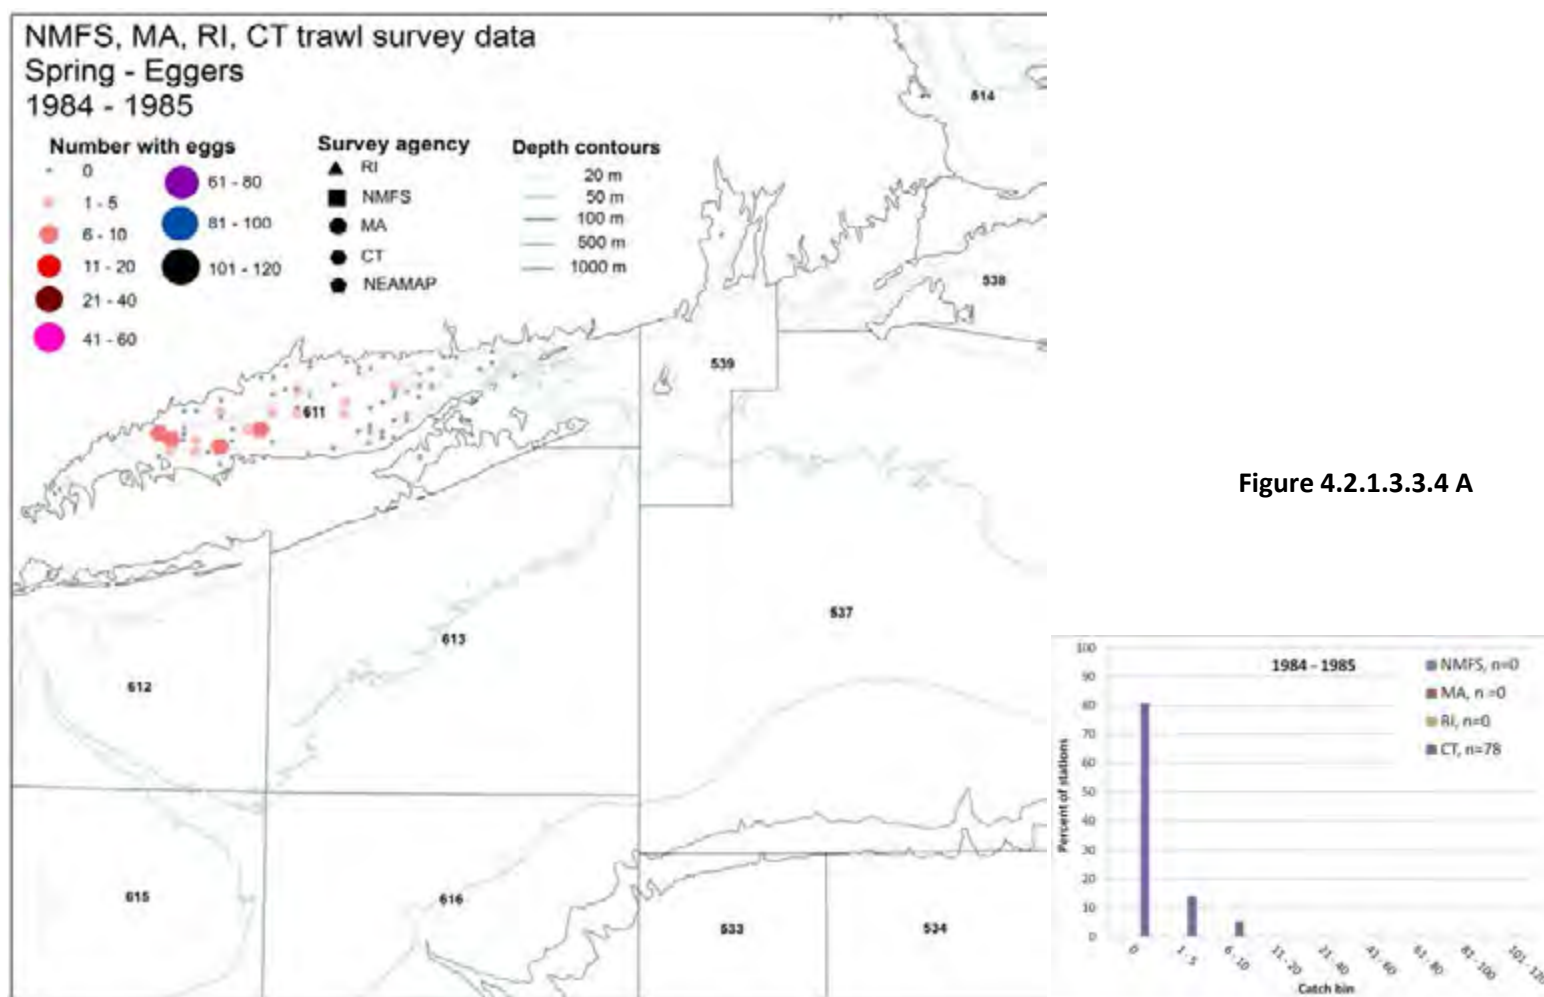 NMFS, MA, RI, CT trawl survey data
Spring - Eggers
1984 - 1985
Number with eggs
0
1 - 5
6 - 10
11 - 20
21 - 40
41 - 60
61 - 80
81 - 100
101 - 120
Survey agency
RI
NMFS
MA
CT
NEAMAP
Depth contours
20 m
50 m
100 m
500 m
1000 m
514
538
539
611
537
613
612
615
616
533
534
Figure 4.2.1.3.3.4 A
1984 - 1985
NMFS, n=0
MA, n =0
RI, n=0
CT, n=78
Percent of stations
100
90
80
70
60
50
40
30
20
10
0
0
1 - 5
6 - 10
11 - 20
21 - 40
41 - 60
61 - 80
81 - 100
101 - 120
Catch bin